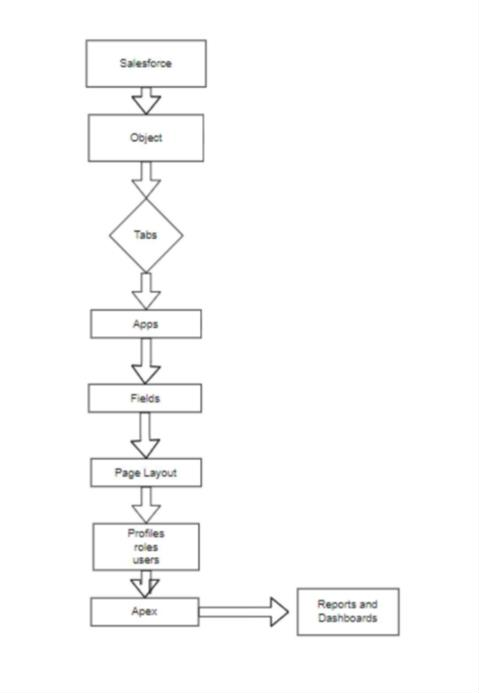 Salesforce
Object
Tabs
Apps
Fields
Page Layout
Profiles
roles
users
Apex
Reports and
Dashboards